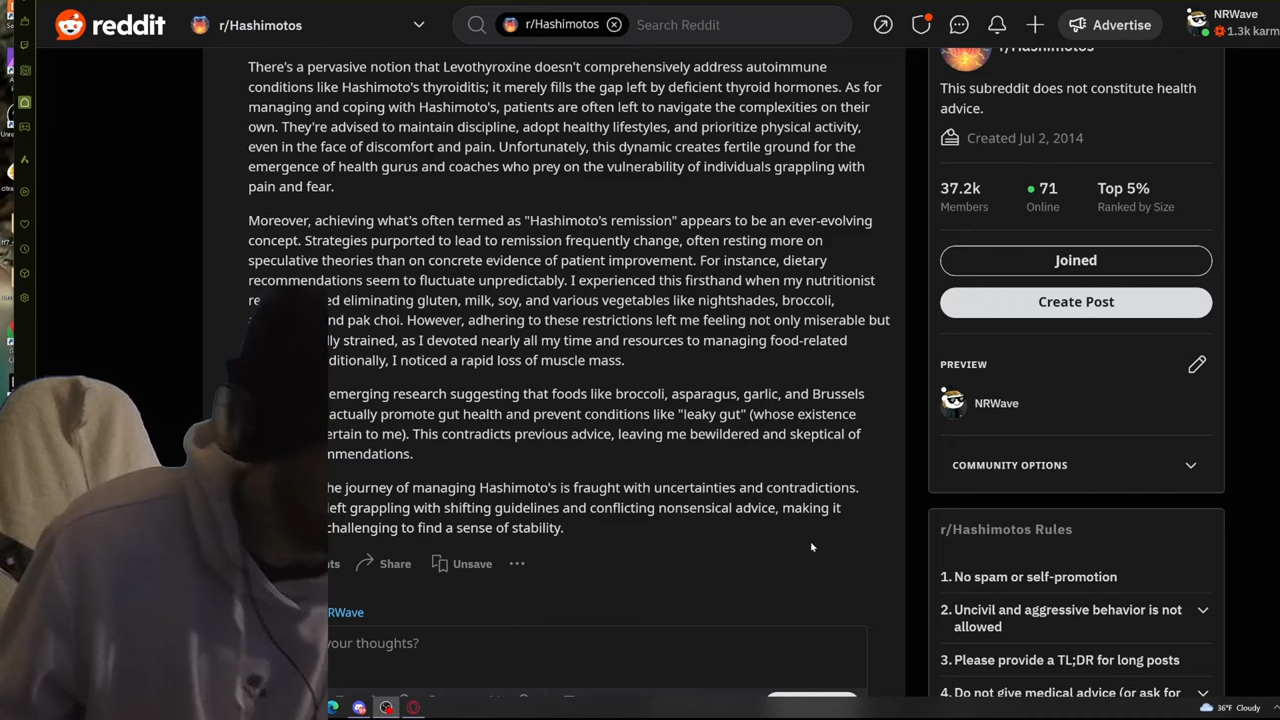 reddit
r/Hashimotos
r/Hashimotos
Search Reddit
Advertise
NRWave
1.3k karm
There's a pervasive notion that Levothyroxine doesn't comprehensively address autoimmune
conditions like Hashimoto's thyroiditis; it merely fills the gap left by deficient thyroid hormones. As for
managing and coping with Hashimoto's, patients are often left to navigate the complexities on their
own. They're advised to maintain discipline, adopt healthy lifestyles, and prioritize physical activity,
even in the face of discomfort and pain. Unfortunately, this dynamic creates fertile ground for the
emergence of health gurus and coaches who prey on the vulnerability of individuals grappling with
pain and fear.
Moreover, achieving what's often termed as "Hashimoto's remission" appears to be an ever-evolving
concept. Strategies purported to lead to remission frequently change, often resting more on
speculative theories than on concrete evidence of patient improvement. For instance, dietary
recommendations seem to fluctuate unpredictably. I experienced this firsthand when my nutritionist
re ed eliminating gluten, milk, soy, and various vegetables like nightshades, broccoli,
nd pak choi. However, adhering to these restrictions left me feeling not only miserable but
lly strained, as I devoted nearly all my time and resources to managing food-related
ditionally, I noticed a rapid loss of muscle mass.
emerging research suggesting that foods like broccoli, asparagus, garlic, and Brussels
actually promote gut health and prevent conditions like "leaky gut" (whose existence
ertain to me). This contradicts previous advice, leaving me bewildered and skeptical of
mmendations.
he journey of managing Hashimoto's is fraught with uncertainties and contradictions.
left grappling with shifting guidelines and conflicting nonsensical advice, making it
challenging to find a sense of stability.
nts
Share
Unsave
RWave
your thoughts?
r/Hashimotos
This subreddit does not constitute health
advice.
Created Jul 2, 2014
37.2k
71
Top 5%
Members
Online
Ranked by Size
Joined
Create Post
PREVIEW
NRWave
COMMUNITY OPTIONS
r/Hashimotos Rules
1. No spam or self-promotion
2. Uncivil and aggressive behavior is not
allowed
3. Please provide a TL;DR for long posts
4. Do not give medical advice (or ask for
36°F Cloudy